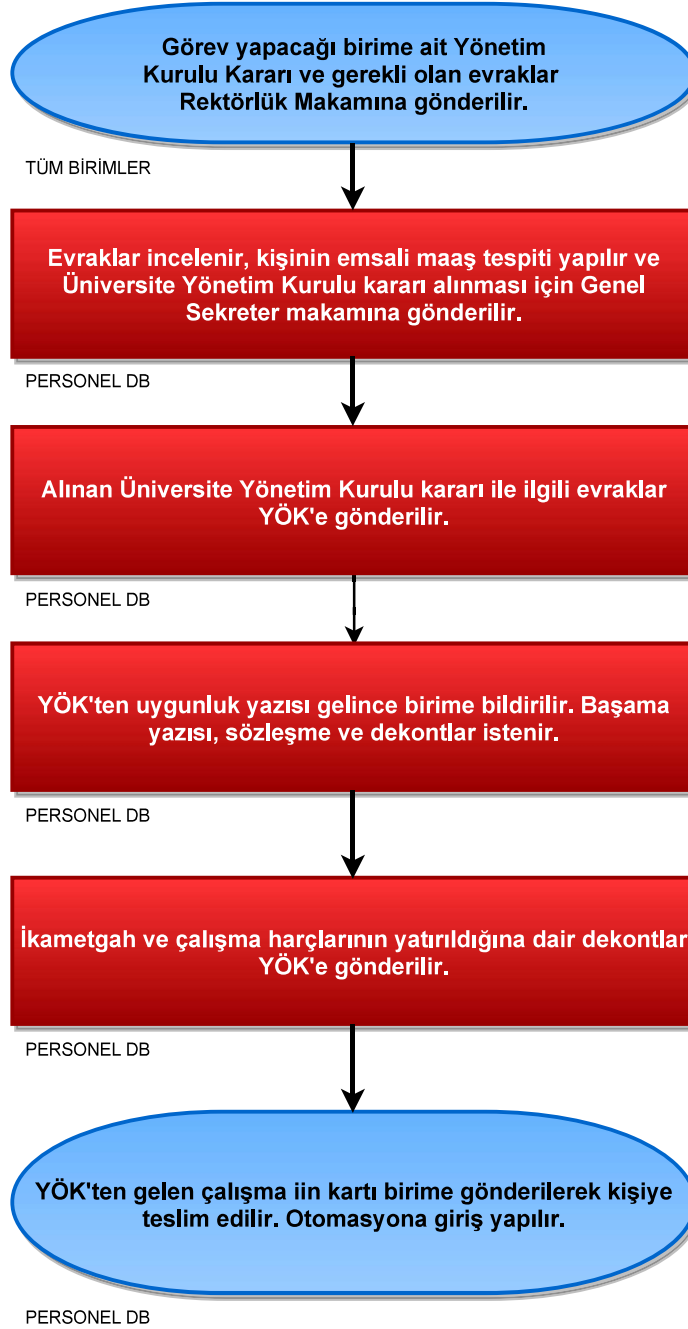 Görev yapacağı birime ait Yönetim
Kurulu Kararı ve gerekli olan evraklar
Rektörlük Makamına gönderilir.
TÜM BİRİMLER
Evraklar incelenir, kişinin emsali maaş tespiti yapılır ve
Üniversite Yönetim Kurulu kararı alınması için Genel
Sekreter makamına gönderilir.
PERSONEL DB
Alınan Üniversite Yönetim Kurulu kararı ile ilgili evraklar
YÖK'e gönderilir.
PERSONEL DB
YÖK'ten uygunluk yazısı gelince birime bildirilir. Başama
yazısı, sözleşme ve dekontlar istenir.
PERSONEL DB
İkametgah ve çalışma harçlarının yatırıldığına dair dekontlar
YÖK'e gönderilir.
PERSONEL DB
YÖK'ten gelen çalışma iin kartı birime gönderilerek kişiye
teslim edilir. Otomasyona giriş yapılır.
PERSONEL DB